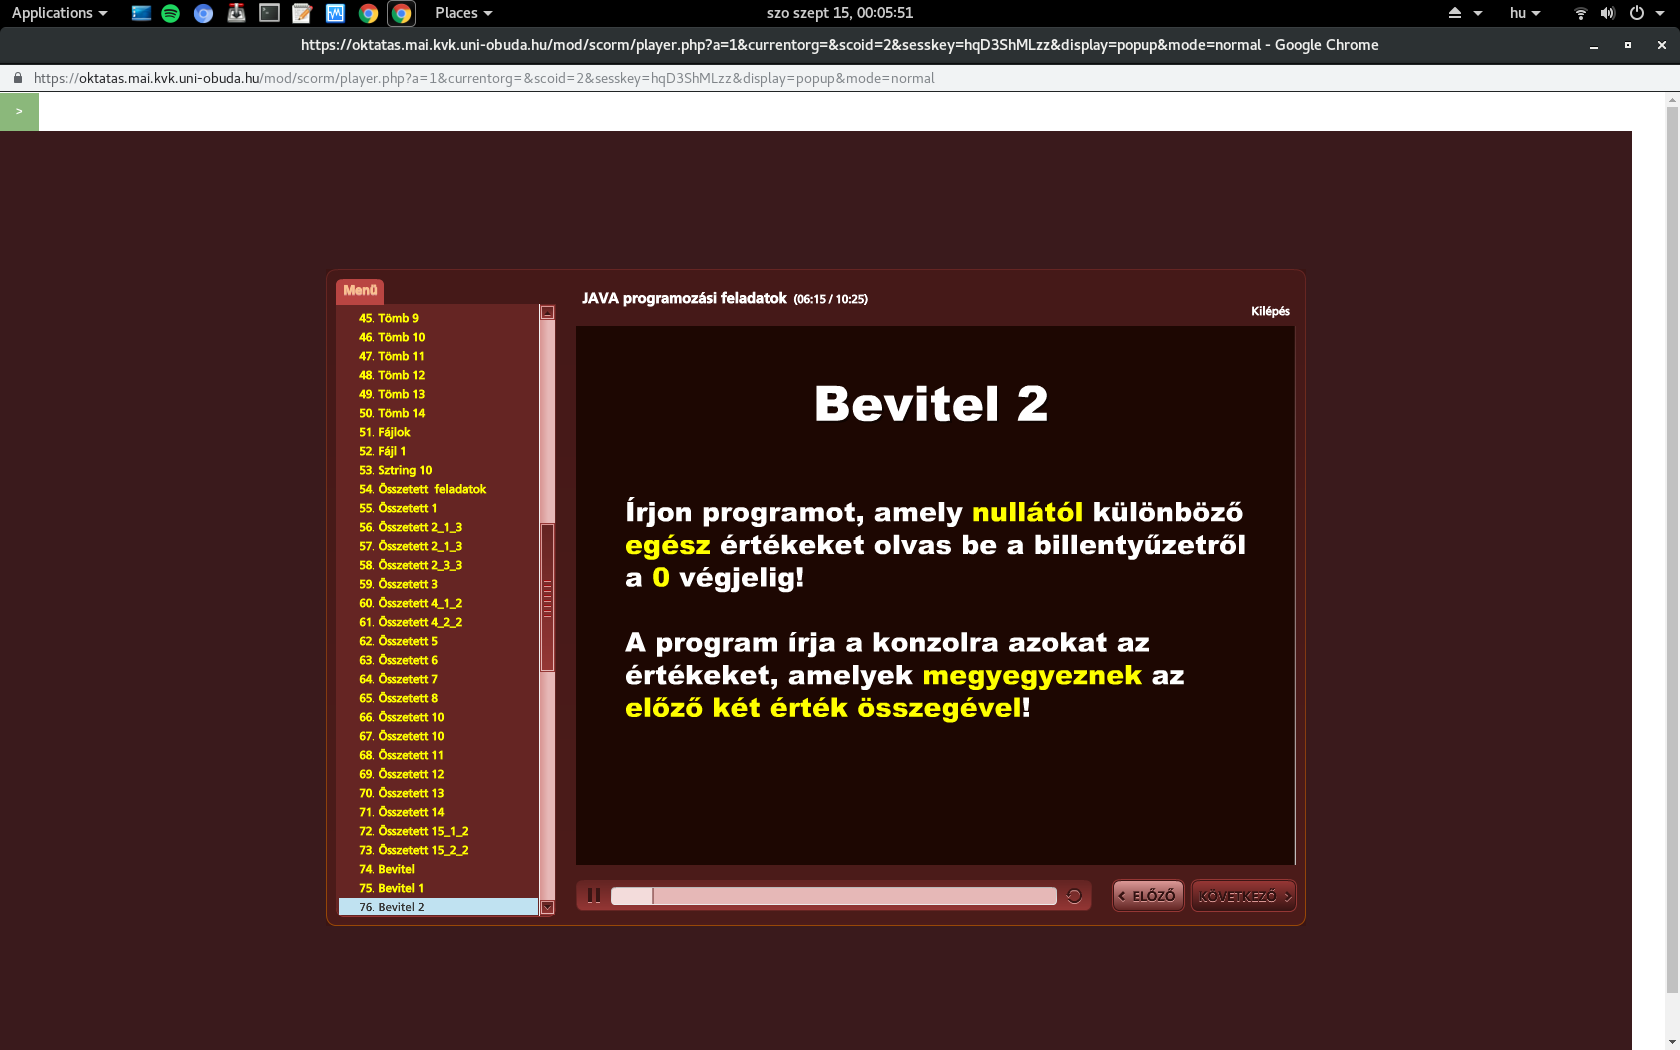 Applications Places szo szept 15, 00:05:51 hu
https://oktatas.mai.kvk.uni-obuda.hu/mod/scorm/player.php?a=1&currentorg=&scoid=2&sesskey=hqD3ShMLzz&display=popup&mode=normal - Google Chrome
https://oktatas.mai.kvk.uni-obuda.hu/mod/scorm/player.php?a=1&currentorg=&scoid=2&sesskey=hqD3ShMLzz&display=popup&mode=normal
>
Menü
45. Tömb 9
46. Tömb 10
47. Tömb 11
48. Tömb 12
49. Tömb 13
50. Tömb 14
51. Fájlok
52. Fájl 1
53. Sztring 10
54. Összetett feladatok
55. Összetett 1
56. Összetett 2_1_3
57. Összetett 2_1_3
58. Összetett 2_3_3
59. Összetett 3
60. Összetett 4_1_2
61. Összetett 4_2_2
62. Összetett 5
63. Összetett 6
64. Összetett 7
65. Összetett 8
66. Összetett 10
67. Összetett 10
68. Összetett 11
69. Összetett 12
70. Összetett 13
71. Összetett 14
72. Összetett 15_1_2
73. Összetett 15_2_2
74. Bevitel
75. Bevitel 1
76. Bevitel 2
JAVA programozási feladatok (06:15 / 10:25)
Kilépés
Bevitel 2
Írjon programot, amely nullától különböző
egész értékeket olvas be a billentyűzetről
a 0 végjelig!
A program írja a konzolra azokat az
értékeket, amelyek megyegyeznek az
előző két érték összegével!
< ELŐZŐ
KÖVETKEZŐ >